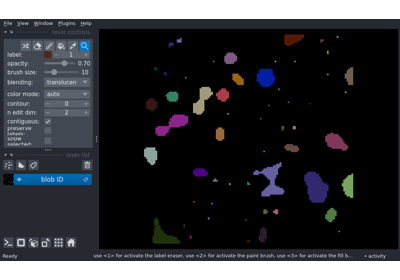 File View Window Plugins Help
layer controls
label: 1
opacity: 0.70
brush size: 10
blending: translucen
color mode: auto
contour: 0
n edit dim: 2
contiguous:
preserve labels:
show selected:
layer list
blob ID
Ready use <1> for activate the label eraser, use <2> for activate the paint brush, use <3> for activate the fill b... activity